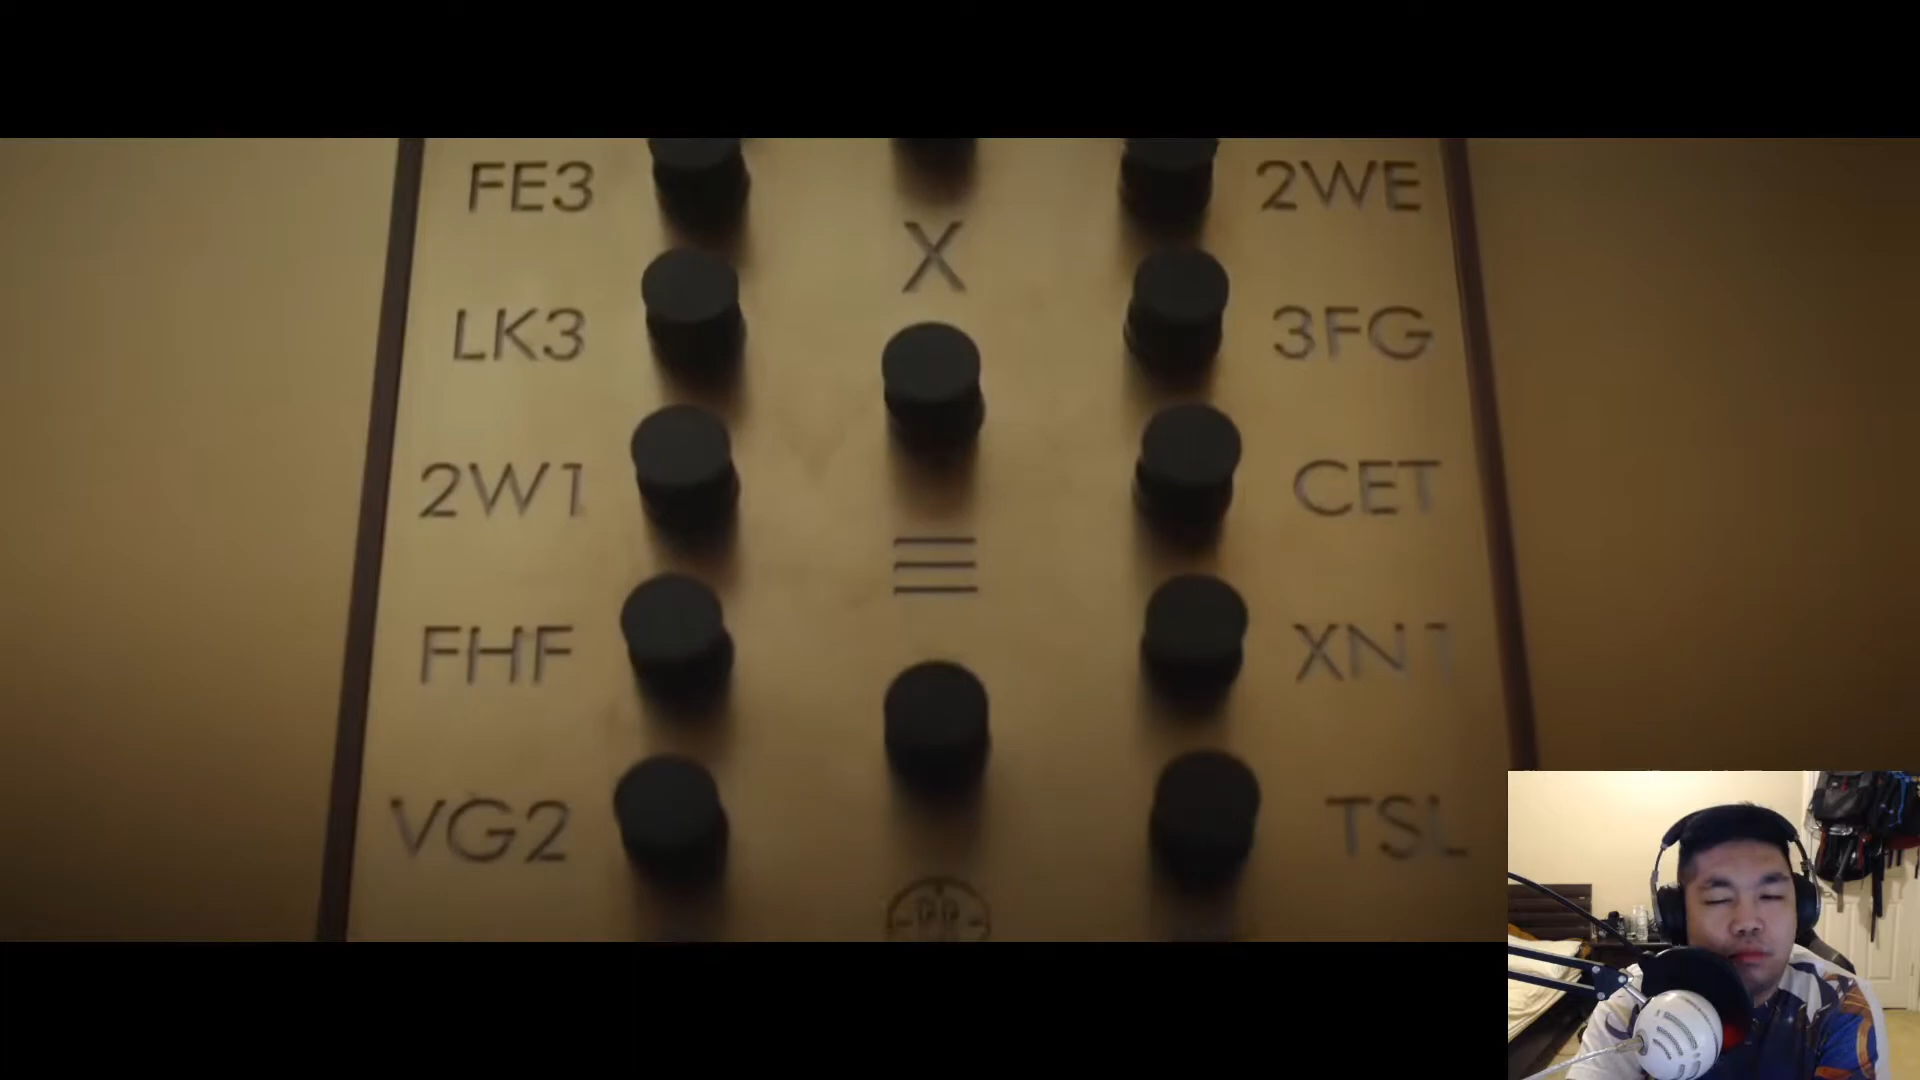 FE3 2WE
X
LK3 3FG
2W1 CET
FHF XN1
VG2 TSL